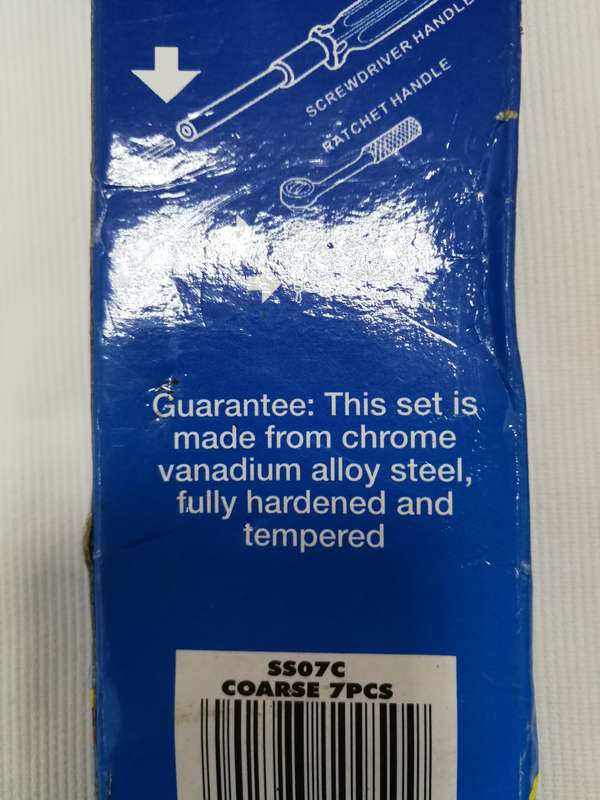 SCREWDRIVER HANDLE
RATCHET HANDLE
Guarantee: This set is
made from chrome
vanadium alloy steel,
fully hardened and
tempered
SS07C
COARSE 7PCS